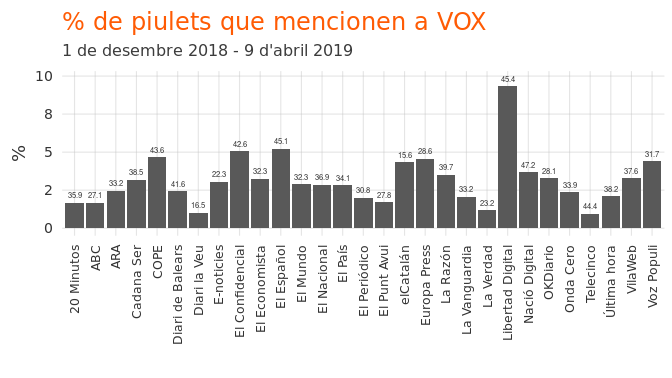 % de piulets que mencionen a VOX
1 de desembre 2018 - 9 d'abril 2019
10
8
5
2
0
%
35.9 27.1 33.2 38.5 43.6 41.6 16.5 22.3 42.6 32.3 45.1 32.3 36.9 34.1 30.8 27.8 15.6 28.6 39.7 33.2 23.2 45.4 47.2 28.1 33.9 44.4 38.2 37.6 31.7
20 Minutos
ABC
ARA
Cadana Ser
COPE
Diari de Balears
DIari la Veu
E-noticies
El Confidencial
El Economista
El Español
El Mundo
El Nacional
El País
El Periódico
El Punt Avui
elCatalán
Europa Press
La Razón
La Vanguardia
La Verdad
Libertad Digital
Nació Digital
OKDiario
Onda Cero
Telecinco
Última hora
VilaWeb
Voz Populi